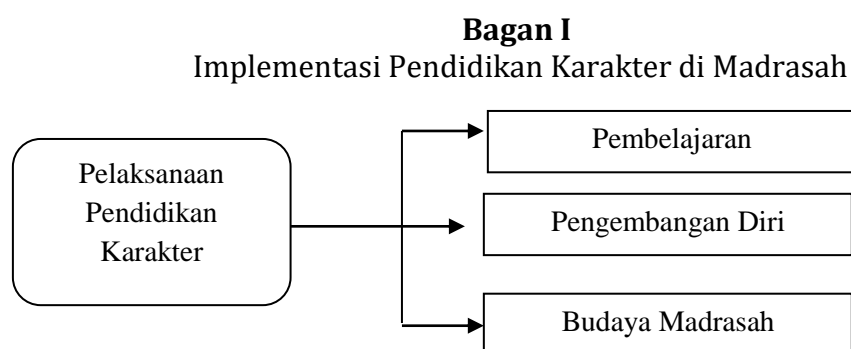 Bagan I
Implementasi Pendidikan Karakter di Madrasah
Pelaksanaan
Pendidikan
Karakter
Pembelajaran
Pengembangan Diri
Budaya Madrasah